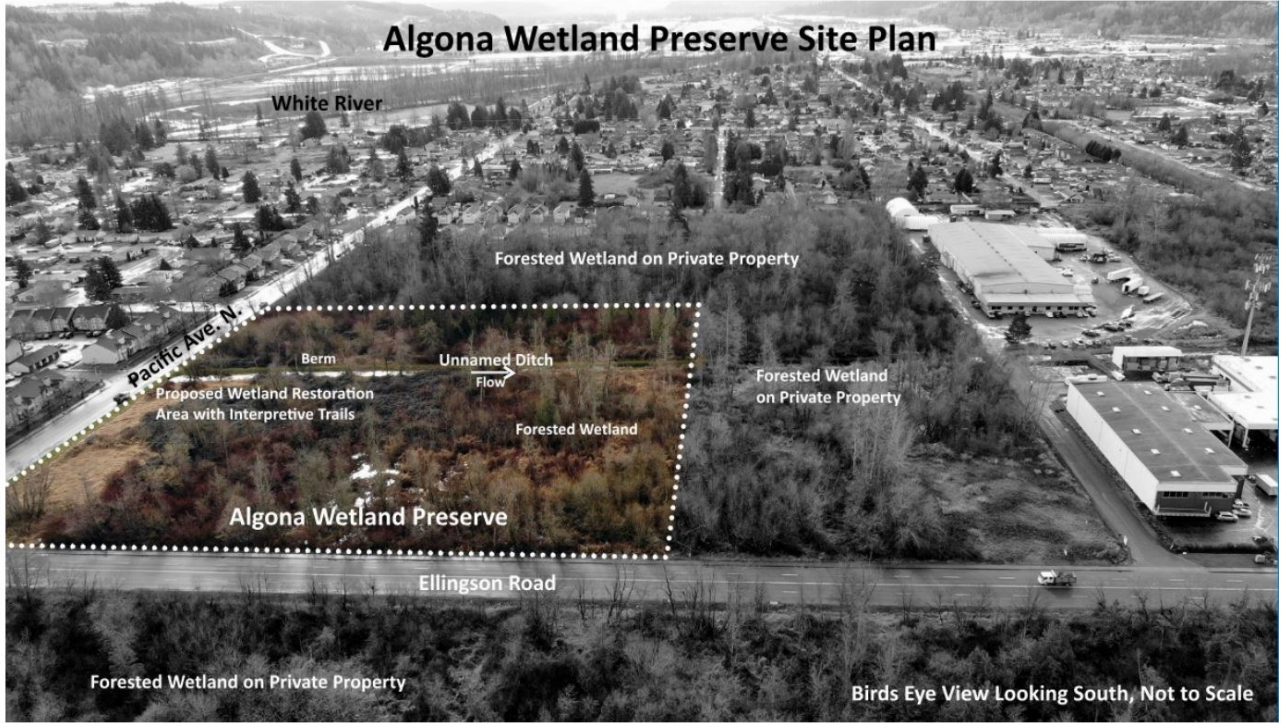 Algona Wetland Preserve Site Plan
White River
Forested Wetland on Private Property
Pacific Ave. N.
Berm
Unnamed Ditch
Flow
Proposed Wetland Restoration
Area with Interpretive Trails
Forested Wetland
on Private Property
Forested Wetland
Algona Wetland Preserve
Ellingson Road
Forested Wetland on Private Property
Birds Eye View Looking South, Not to Scale